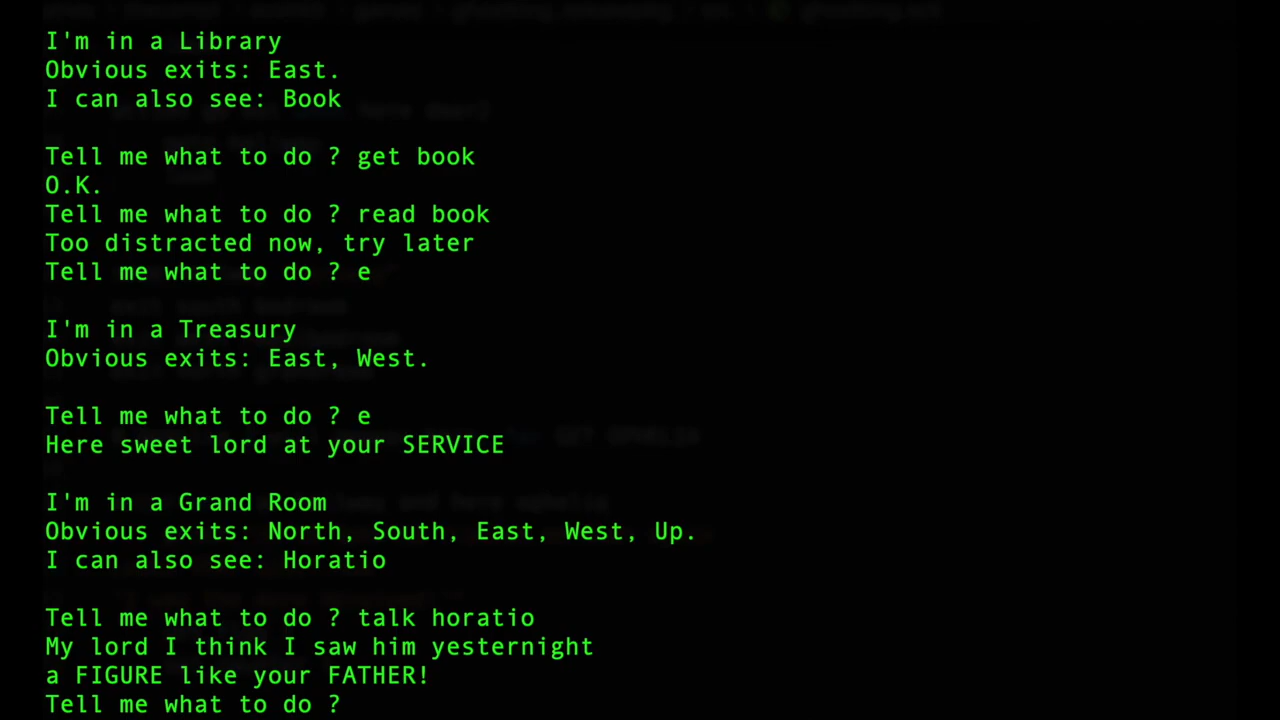 I'm in a Library
Obvious exits: East.
I can also see: Book
Tell me what to do ? get book
O.K.
Tell me what to do ? read book
Too distracted now, try later
Tell me what to do ? e
I'm in a Treasury
Obvious exits: East, West.
Tell me what to do ? e
Here sweet lord at your SERVICE
I'm in a Grand Room
Obvious exits: North, South, East, West, Up.
I can also see: Horatio
Tell me what to do ? talk horatio
My lord I think I saw him yesternight
a FIGURE like your FATHER!
Tell me what to do ?